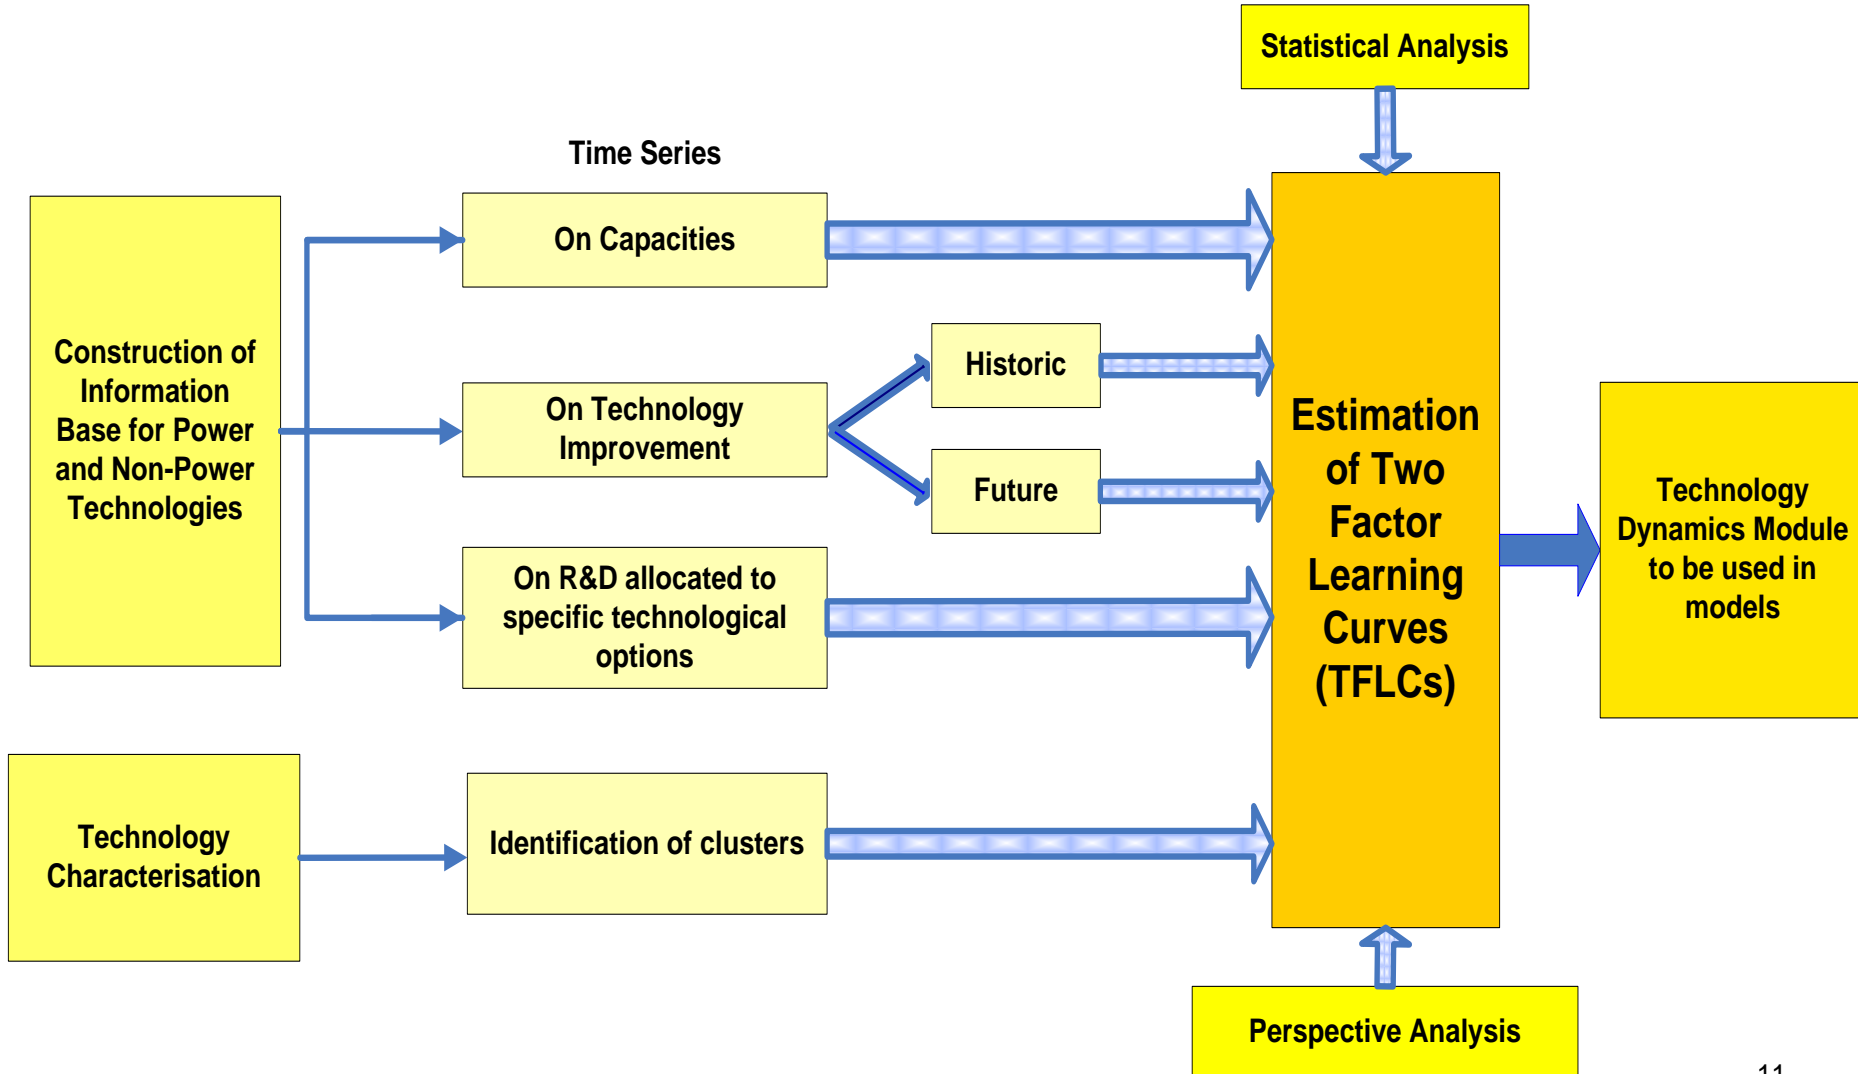 Statistical Analysis
Time Series
Construction of
Information
Base for Power
and Non-Power
Technologies
On Capacities
On Technology
Improvement
Historic
Future
On R&D allocated to
specific technological
options
Technology
Characterisation
Identification of clusters
Estimation
of Two
Factor
Learning
Curves
(TFLCs)
Technology
Dynamics Module
to be used in
models
Perspective Analysis
11